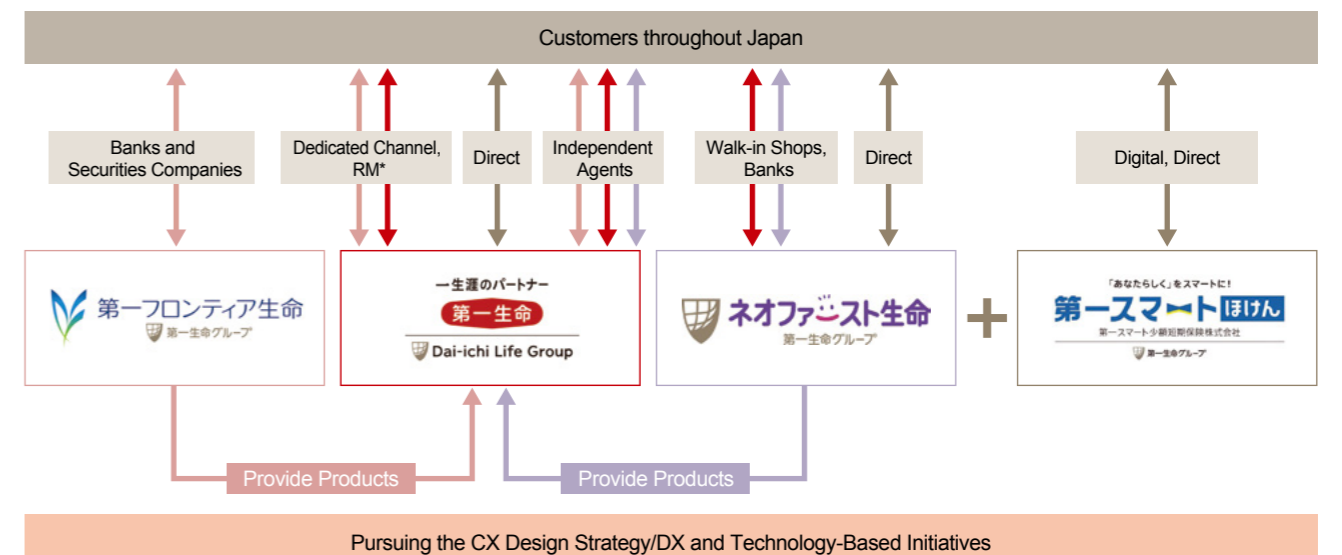 Customers throughout Japan
Banks and
Securities Companies
Dedicated Channel,
RM*
Direct
Independent
Agents
Walk-in Shops,
Banks
Direct
Digital, Direct
第一フロンティア生命
第一生命グループ
一生涯のパートナー
第一生命
Dai-ichi Life Group
ネオファースト生命
第一生命グループ
+
「あなたらしく」をスマートに!
第一スマートほけん
第一スマート少額短期保険株式会社
第一生命グループ
Provide Products
Provide Products
Pursuing the CX Design Strategy/DX and Technology-Based Initiatives